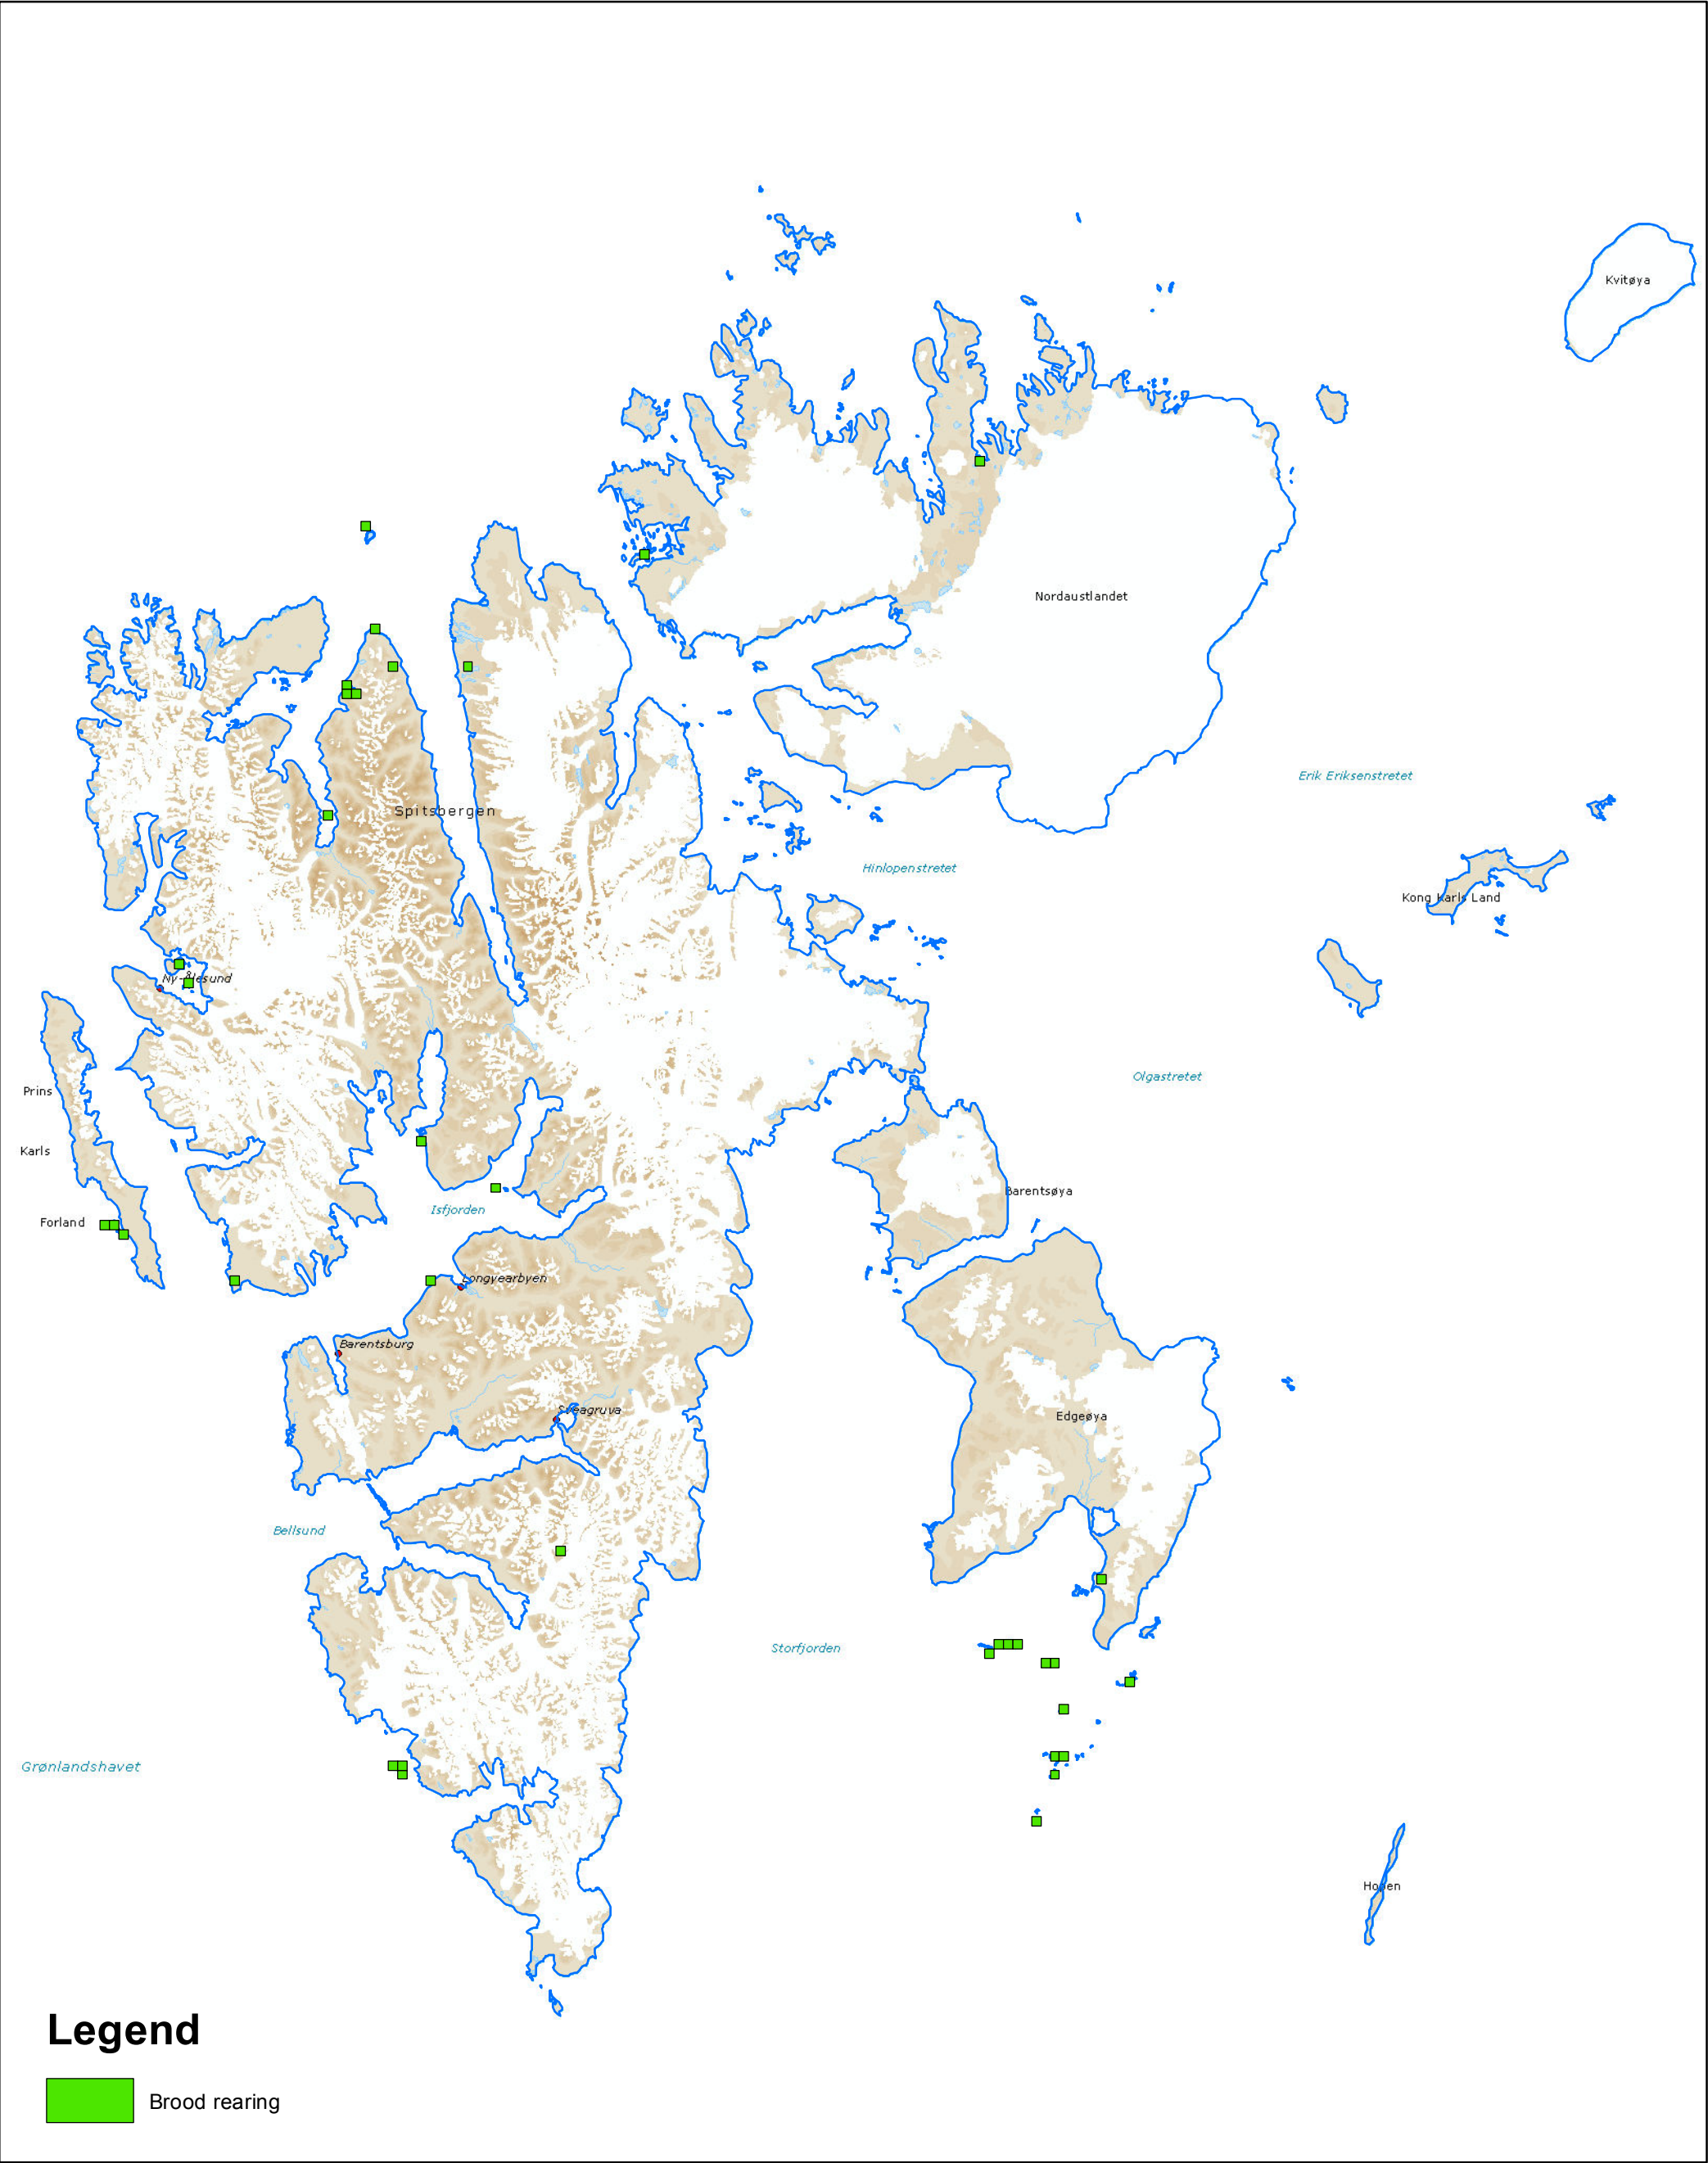 Kvitøya
Nordaustlandet
Erik Eriksenstretet
Spitsbergen
Hinlopenstretet
Kong Karls Land
Ny-Ålesund
Olgastretet
Prins
Karls
Forland
Barentsøya
Isfjorden
Longyearbyen
Barentsburg
Sveagruva
Edgeøya
Bellsund
Storfjorden
Grønlandshavet
Hopen
Legend
Brood rearing